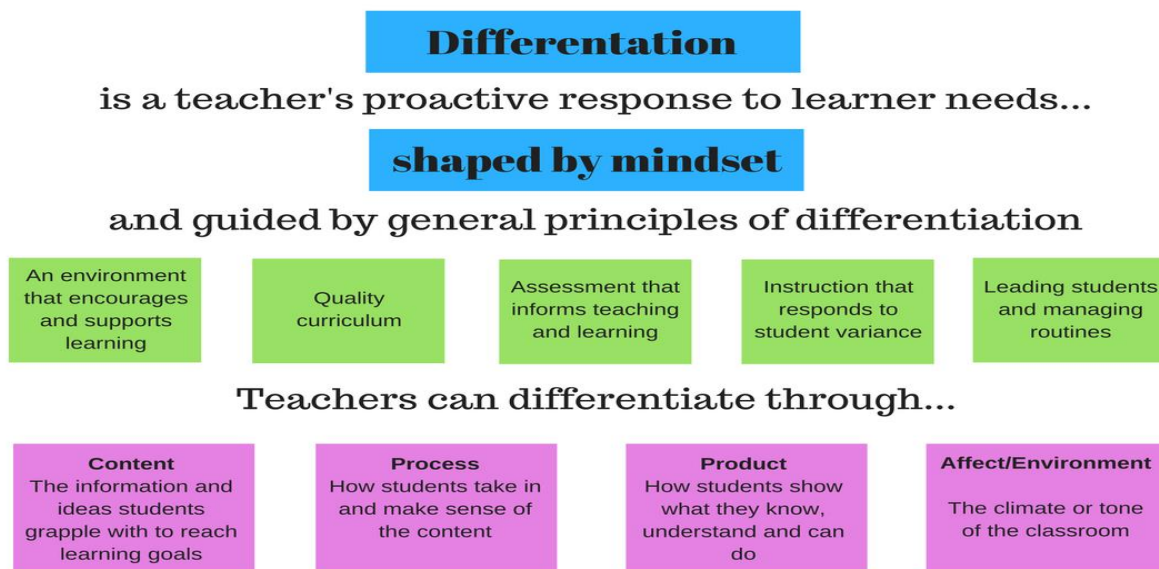 Differentation
is a teacher's proactive response to learner needs...
shaped by mindset
and guided by general principles of differentiation
An environment
that encourages
and supports
learning
Quality
curriculum
Assessment that
informs teaching
and learning
Instruction that
responds to
student variance
Leading students
and managing
routines
Teachers can differentiate through...
Content
The information and
ideas students
grapple with to reach
learning goals
Process
How students take in
and make sense of
the content
Product
How students show
what they know,
understand and can
do
Affect/Environment
The climate or tone
of the classroom